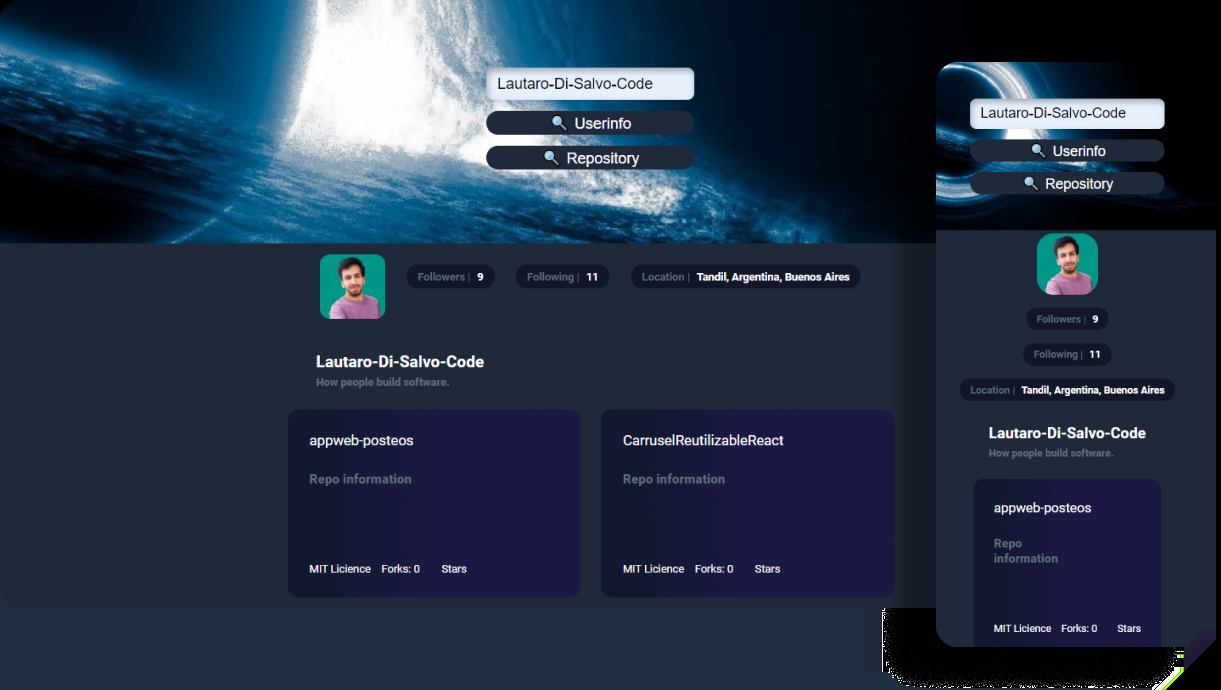 Lautaro-Di-Salvo-Code
Userinfo
Repository
Followers | 9
Following | 11
Location | Tandil, Argentina, Buenos Aires
Lautaro-Di-Salvo-Code
How people build software.
appweb-posteos
Repo information
MIT Licience Forks: 0 Stars
CarruselReutilizableReact
Repo information
MIT Licience Forks: 0 Stars
Lautaro-Di-Salvo-Code
Userinfo
Repository
Followers | 9
Following | 11
Location | Tandil, Argentina, Buenos Aires
Lautaro-Di-Salvo-Code
How people build software.
appweb-posteos
Repo
information
MIT Licience Forks: 0 Stars